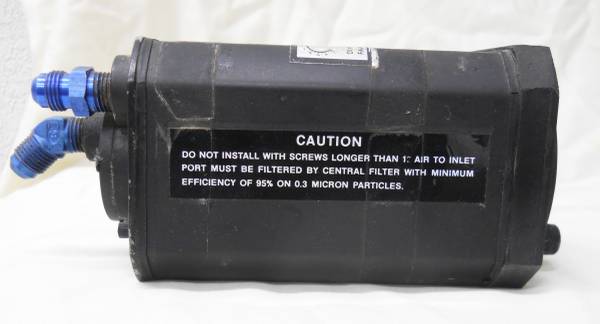 CAUTION
DO NOT INSTALL WITH SCREWS LONGER THAN AIR TO INLET
PORT MUST BE FILTERED BY CENTRAL FILTER WITH MINIMUM
EFFICIENCY OF 95% ON 0.3 MICRON PARTICLES.